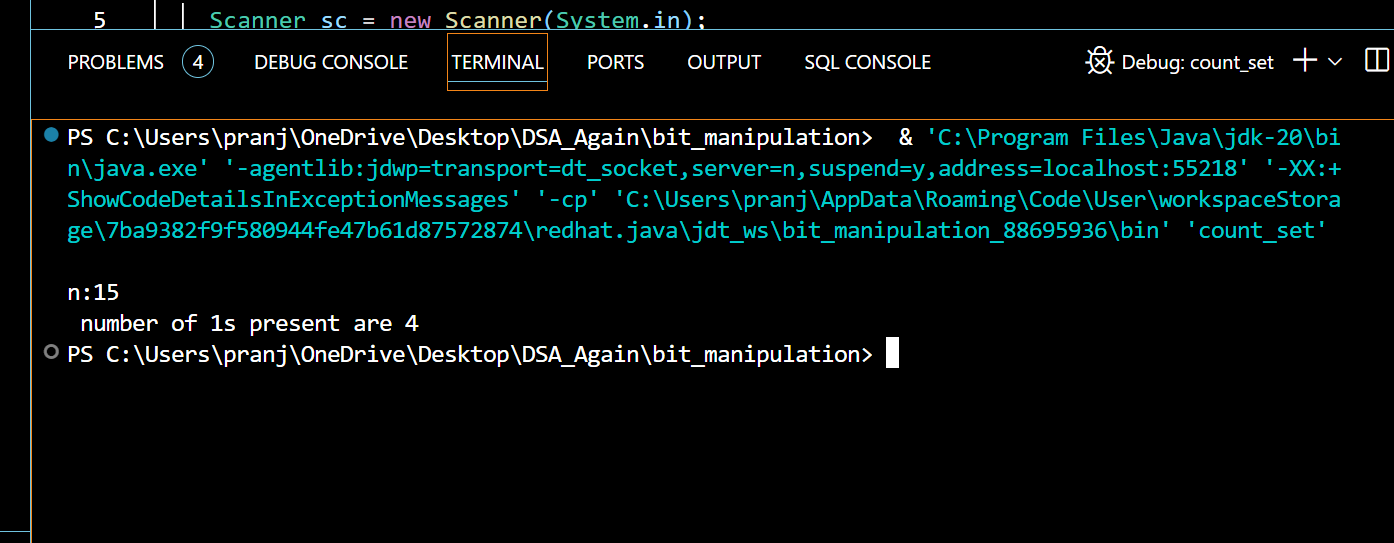 5 Scanner sc = new Scanner(System.in);
PROBLEMS 4 DEBUG CONSOLE TERMINAL PORTS OUTPUT SQL CONSOLE Debug: count_set
PS C:\Users\pranj\OneDrive\Desktop\DSA_Again\bit_manipulation>  & 'C:\Program Files\Java\jdk-20\bi
n\java.exe' '-agentlib:jdwp=transport=dt_socket,server=n,suspend=y,address=localhost:55218' '-XX:+
ShowCodeDetailsInExceptionMessages' '-cp' 'C:\Users\pranj\AppData\Roaming\Code\User\workspaceStora
ge\7ba9382f9f580944fe47b61d87572874\redhat.java\jdt_ws\bit_manipulation_88695936\bin' 'count_set'
n:15
 number of 1s present are 4
PS C:\Users\pranj\OneDrive\Desktop\DSA_Again\bit_manipulation>